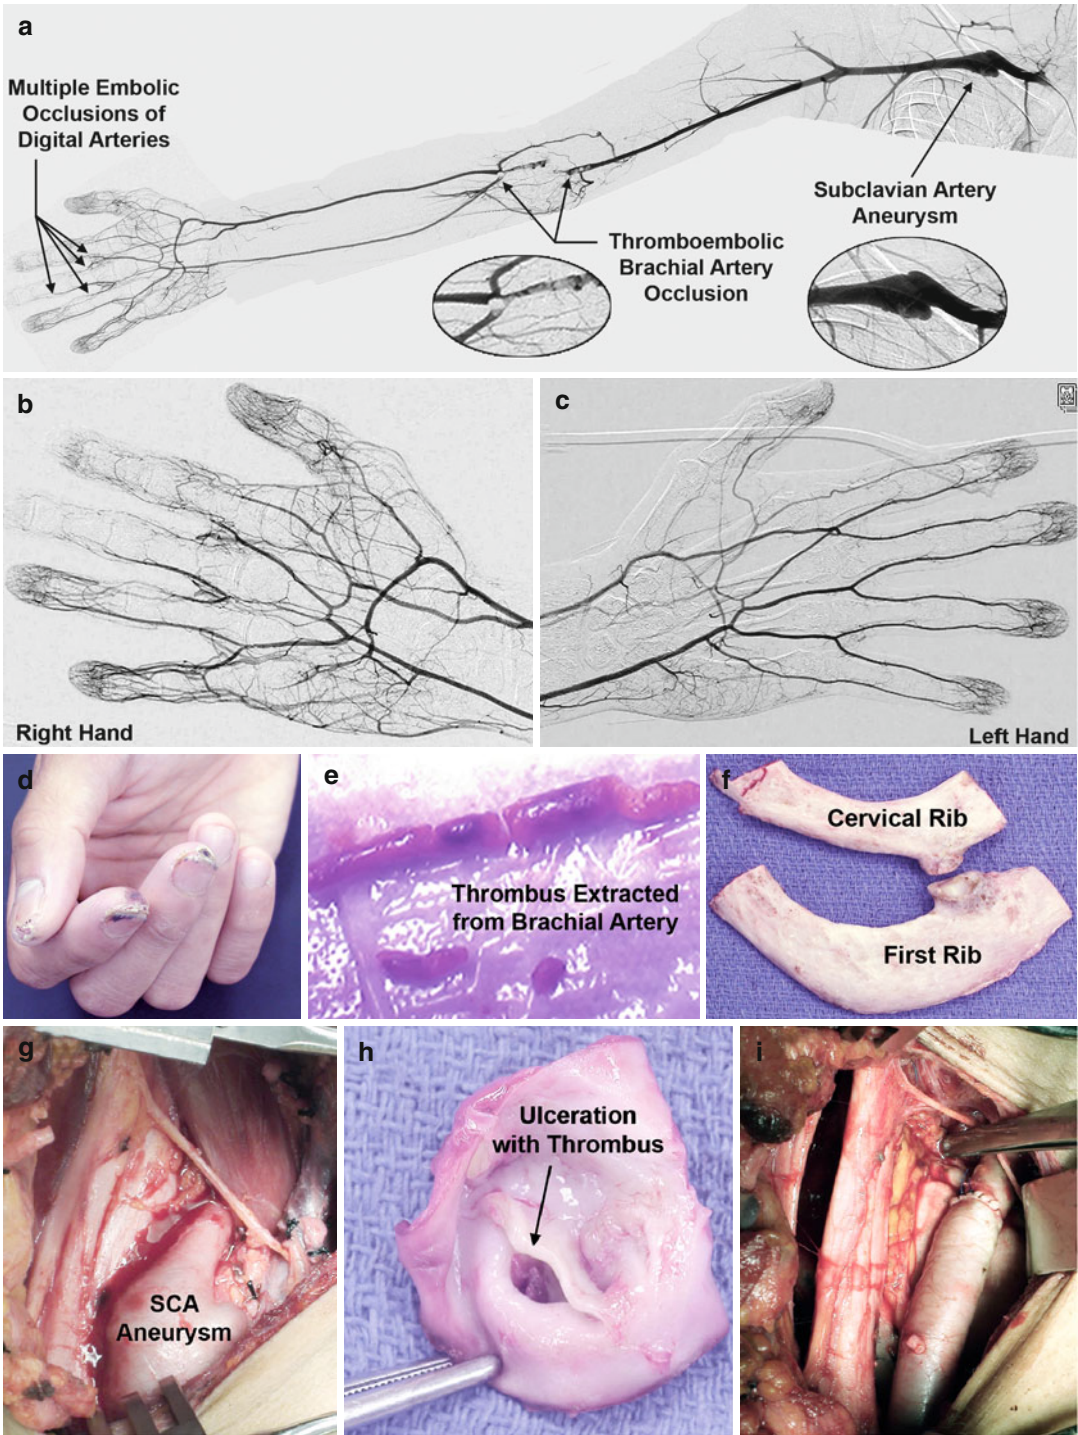 a
Multiple Embolic
Occlusions of
Digital Arteries
Subclavian Artery
Aneurysm
Thromboembolic
Brachial Artery
Occlusion
b
Right Hand
c
Left Hand
d
e
Thrombus Extracted
from Brachial Artery
f
Cervical Rib
First Rib
g
SCA
Aneurysm
h
Ulceration
with Thrombus
i